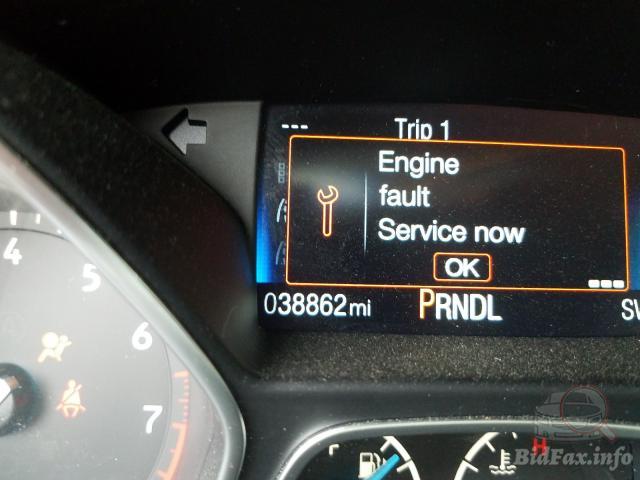 --- Trip 1
Engine
fault
Service now
OK
038862mi PRNDL
4
5
6
7
F
H
BidFax.info